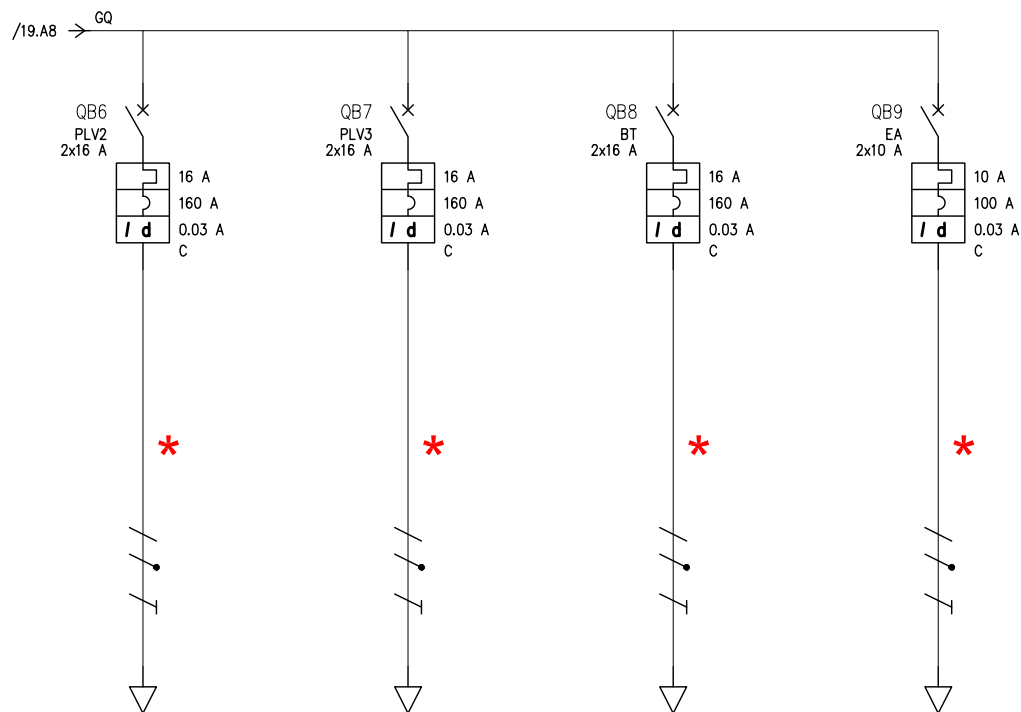 /19.A8
GQ
QB6
PLV2
2x16 A
16 A
160 A
I d
0.03 A
C
QB7
PLV3
2x16 A
16 A
160 A
I d
0.03 A
C
QB8
BT
2x16 A
16 A
160 A
I d
0.03 A
C
QB9
EA
2x10 A
10 A
100 A
I d
0.03 A
C
*
*
*
*